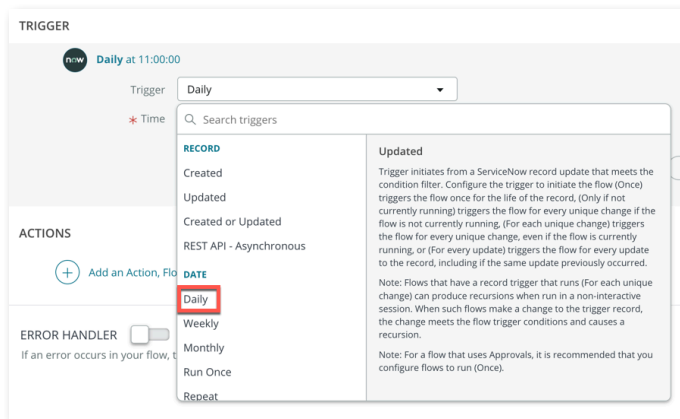 TRIGGER
now Daily at 11:00:00
Trigger Daily
* Time
Search triggers
RECORD
Created
Updated
Created or Updated
REST API - Asynchronous
DATE
Daily
Weekly
Monthly
Run Once
Repeat
Updated
Trigger initiates from a ServiceNow record update that meets the
condition filter. Configure the trigger to initiate the flow (Once)
triggers the flow once for the life of the record, (Only if not
currently running) triggers the flow for every unique change if the
flow is not currently running, (For each unique change) triggers
the flow for every unique change, even if the flow is currently
running, or (For every update) triggers the flow for every update
to the record, including if the same update previously occurred.
Note: Flows that have a record trigger that runs (For each unique
change) can produce recursions when run in a non-interactive
session. When such flows make a change to the trigger record,
the change meets the flow trigger conditions and causes a
recursion.
Note: For a flow that uses Approvals, it is recommended that you
configure flows to run (Once).
ACTIONS
Add an Action, Flo
ERROR HANDLER
If an error occurs in your flow, t